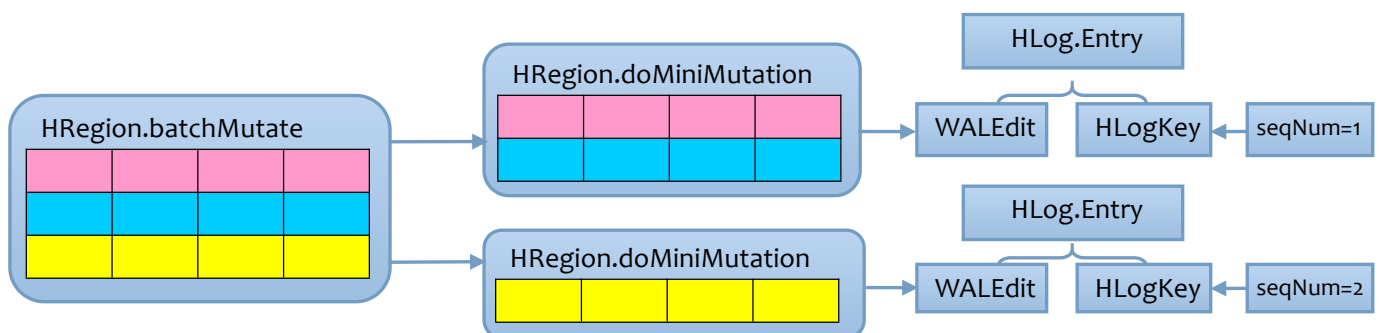 HRegion.batchMutate
HRegion.doMiniMutation
HLog.Entry
WALEdit
HLogKey
seqNum=1
HRegion.doMiniMutation
HLog.Entry
WALEdit
HLogKey
seqNum=2